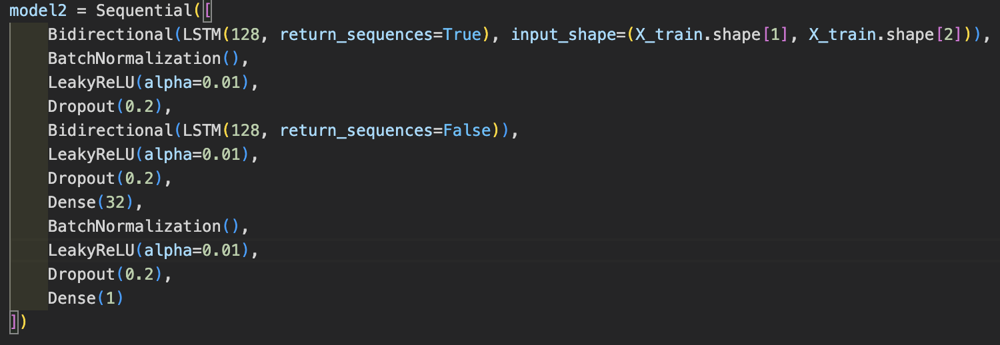 model2 = Sequential([
    Bidirectional(LSTM(128, return_sequences=True), input_shape=(X_train.shape[1], X_train.shape[2])),
    BatchNormalization(),
    LeakyReLU(alpha=0.01),
    Dropout(0.2),
    Bidirectional(LSTM(128, return_sequences=False)),
    LeakyReLU(alpha=0.01),
    Dropout(0.2),
    Dense(32),
    BatchNormalization(),
    LeakyReLU(alpha=0.01),
    Dropout(0.2),
    Dense(1)
])